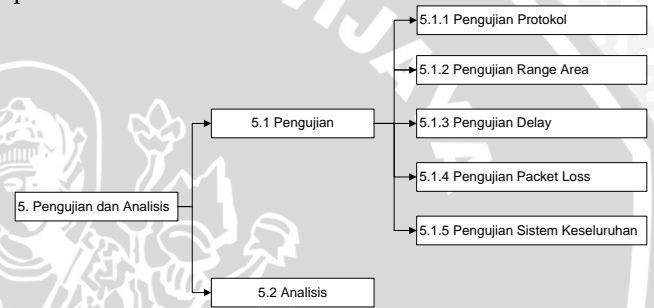 5.1.1 Pengujian Protokol
5.1.2 Pengujian Range Area
5.1 Pengujian
5.1.3 Pengujian Delay
5.1.4 Pengujian Packet Loss
5. Pengujian dan Analisis
5.1.5 Pengujian Sistem Keseluruhan
5.2 Analisis